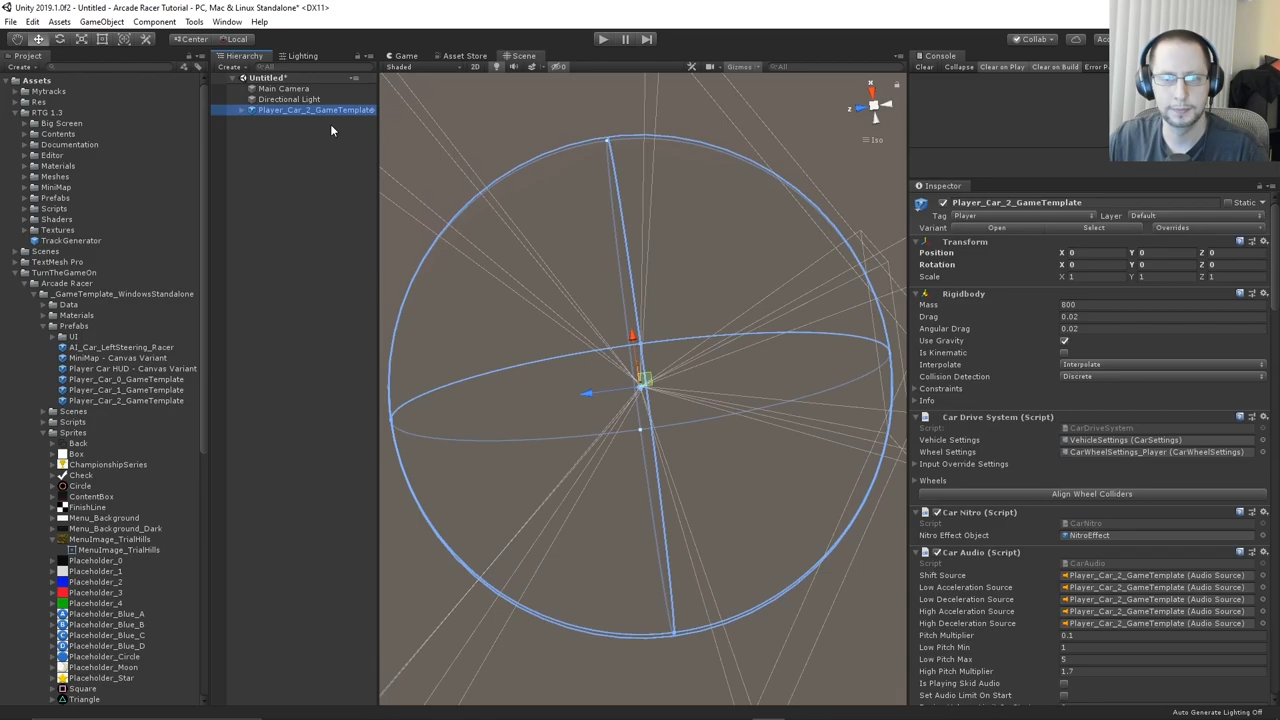 Unity 2019.1.0f2 - Untitled - Arcade Racer Tutorial - PC, Mac & Linux Standalone* <DX11>
File Edit Assets GameObject Component Tools Window Help
Center Local
Collab
Project
Create
Assets
Mytracks
Res
RTG 1.3
Big Screen
Contents
Documentation
Editor
Materials
Meshes
MiniMap
Prefabs
Scripts
Shaders
Textures
TrackGenerator
Scenes
TextMesh Pro
TurnTheGameOn
Arcade Racer
_GameTemplate_WindowsStandalone
Data
Materials
Prefabs
UI
AI_Car_LeftSteering_Racer
MiniMap - Canvas Variant
Player Car HUD - Canvas Variant
Player_Car_0_GameTemplate
Player_Car_1_GameTemplate
Player_Car_2_GameTemplate
Scenes
Scripts
Sprites
Back
Box
ChampionshipSeries
Check
Circle
ContentBox
FinishLine
Menu_Background
Menu_Background_Dark
MenuImage_TrialHills
MenuImage_TrialHills
Placeholder_0
Placeholder_1
Placeholder_2
Placeholder_3
Placeholder_4
Placeholder_Blue_A
Placeholder_Blue_B
Placeholder_Blue_C
Placeholder_Blue_D
Placeholder_Circle
Placeholder_Moon
Placeholder_Star
Square
Triangle
Hierarchy Lighting
Create All
Untitled*
Main Camera
Directional Light
Player_Car_2_GameTemplate
Game Asset Store Scene
Shaded 2D 0 Gizmos All
x
z
Iso
Console
Clear Collapse Clear on Play Clear on Build Error P
Inspector
Player_Car_2_GameTemplate Static
Tag Player Layer Default
Variant Open Select Overrides
Transform
Position X 0 Y 0 Z 0
Rotation X 0 Y 0 Z 0
Scale X 1 Y 1 Z 1
Rigidbody
Mass 800
Drag 0.02
Angular Drag 0.02
Use Gravity
Is Kinematic
Interpolate Interpolate
Collision Detection Discrete
Constraints
Info
Car Drive System (Script)
Script: CarDriveSystem
Vehicle Settings VehicleSettings (CarSettings)
Wheel Settings CarWheelSettings_Player (CarWheelSettings)
Input Override Settings
Wheels
Align Wheel Colliders
Car Nitro (Script)
Script CarNitro
Nitro Effect Object NitroEffect
Car Audio (Script)
Script CarAudio
Shift Source Player_Car_2_GameTemplate (Audio Source)
Low Acceleration Source Player_Car_2_GameTemplate (Audio Source)
Low Deceleration Source Player_Car_2_GameTemplate (Audio Source)
High Acceleration Source Player_Car_2_GameTemplate (Audio Source)
High Deceleration Source Player_Car_2_GameTemplate (Audio Source)
Pitch Multiplier 0.1
Low Pitch Min 1
Low Pitch Max 5
High Pitch Multiplier 1.7
Is Playing Skid Audio
Set Audio Limit On Start
Auto Generate Lighting Off